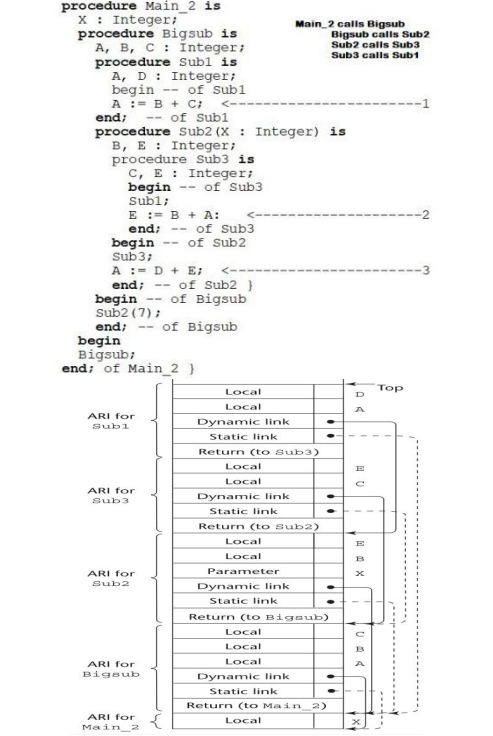 procedure Main_2 is
X : Integer;
procedure Bigsub is
A, B, C : Integer;
procedure Sub1 is
A, D : Integer;
begin -- of Sub1
A := B + C; <-----------------------1
end; -- of Sub1
procedure Sub2(X : Integer) is
B, E : Integer;
procedure Sub3 is
C, E : Integer;
begin -- of Sub3
Sub1;
E := B + A: <--------------------2
end; -- of Sub3
begin -- of Sub2
Sub3;
A := D + E; <-----------------------3
end; -- of Sub2 }
begin -- of Bigsub
Sub2(7);
end; -- of Bigsub
begin
Bigsub;
end; of Main_2 }
Main_2 calls Bigsub
Bigsub calls Sub2
Sub2 calls Sub3
Sub3 calls Sub1
Top
ARI for
Sub1
Local D
Local A
Dynamic link
Static link
Return (to Sub3)
ARI for
Sub3
Local E
Local C
Dynamic link
Static link
Return (to Sub2)
ARI for
Sub2
Local E
Local B
Parameter X
Dynamic link
Static link
Return (to Bigsub)
ARI for
Bigsub
Local C
Local B
Local A
Dynamic link
Static link
Return (to Main_2)
ARI for
Main_2
Local X